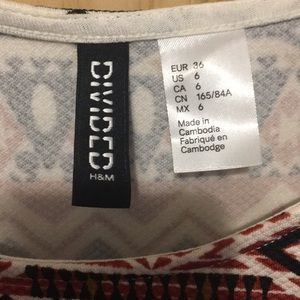 DIVIDED
H&M
EUR 36
US 6
CA 6
CN 165/84A
MX 6
Made in
Cambodia
Fabriqué en
Cambodge